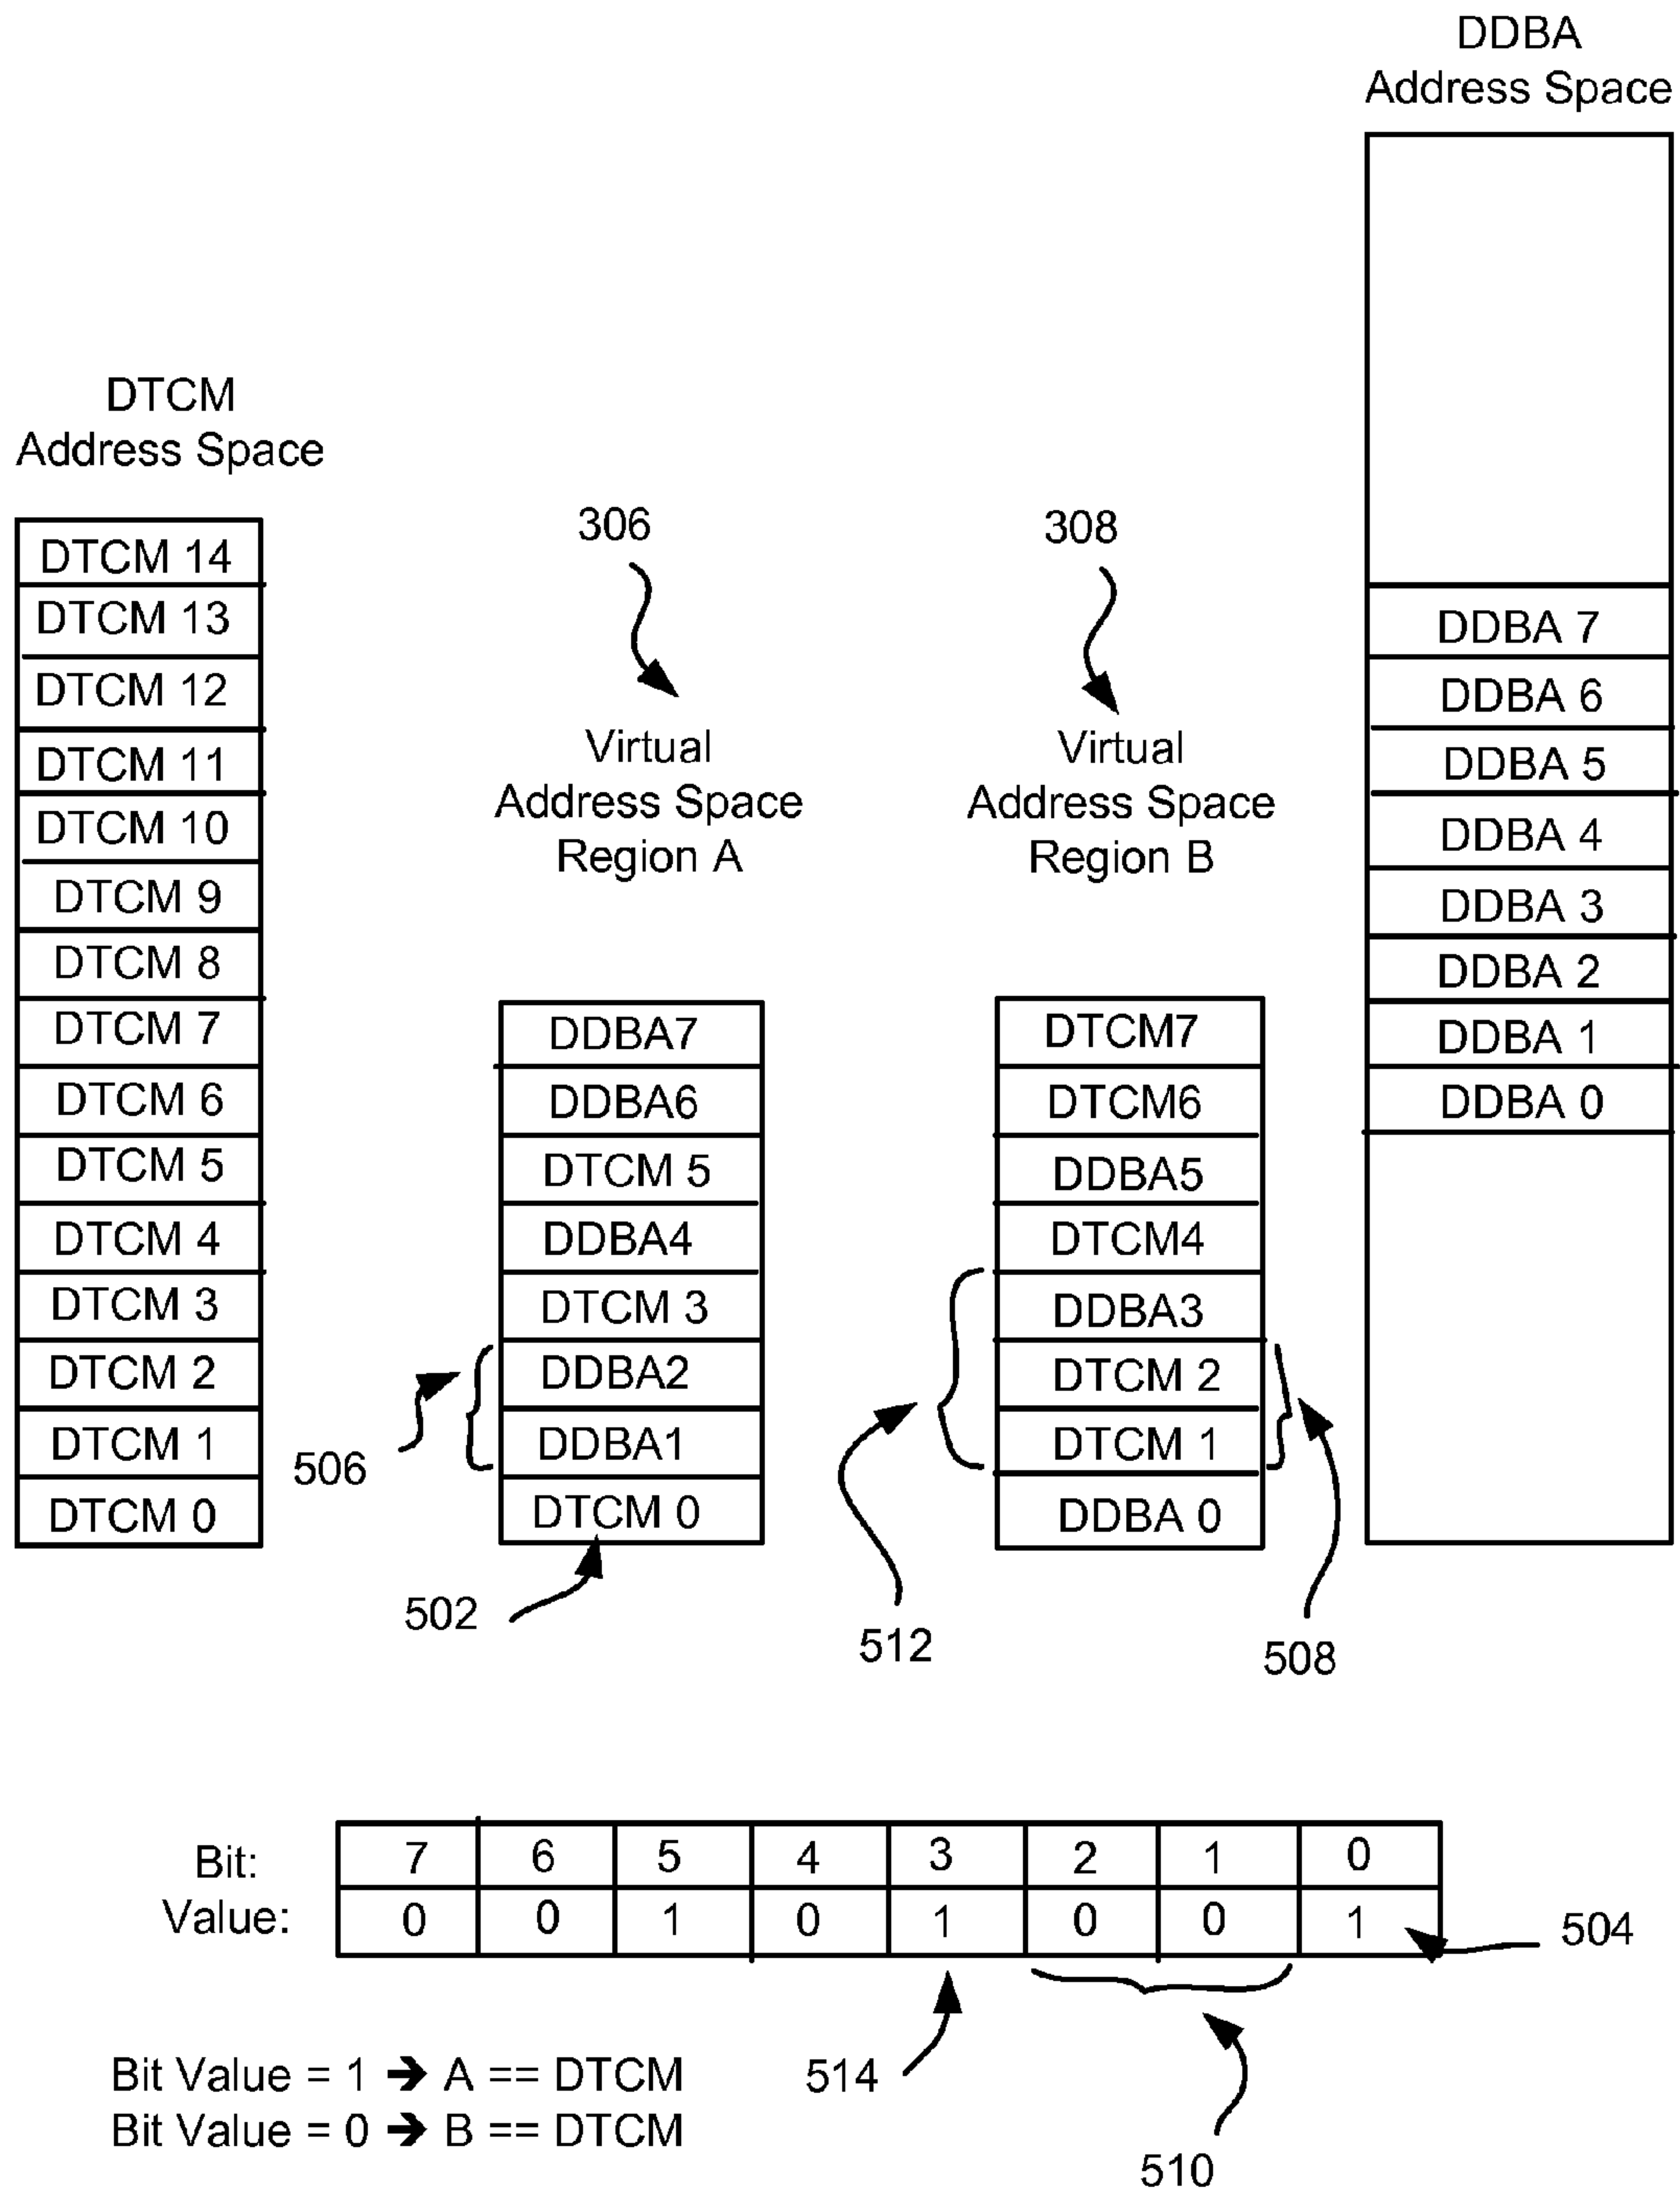 DDBA
Address Space
DTCM
Address Space
DTCM 14
DTCM 13
DTCM 12
DTCM 11
DTCM 10
DTCM 9
DTCM 8
DTCM 7
DTCM 6
DTCM 5
DTCM 4
DTCM 3
DTCM 2
DTCM 1
DTCM 0
306
Virtual
Address Space
Region A
DDBA7
DDBA6
DTCM 5
DDBA4
DTCM 3
DDBA2
DDBA1
DTCM 0
506
502
308
Virtual
Address Space
Region B
DTCM7
DTCM6
DDBA5
DTCM4
DDBA3
DTCM 2
DTCM 1
DDBA 0
512
508
DDBA 7
DDBA 6
DDBA 5
DDBA 4
DDBA 3
DDBA 2
DDBA 1
DDBA 0
Bit: 7 6 5 4 3 2 1 0
Value: 0 0 1 0 1 0 0 1
504
514
510
Bit Value = 1 ➔ A == DTCM
Bit Value = 0 ➔ B == DTCM